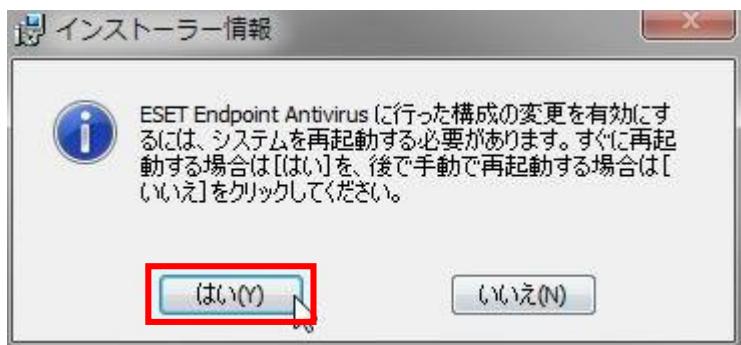 インストーラー情報
ESET Endpoint Antivirus に行った構成の変更を有効にす
るには、システムを再起動する必要があります。すぐに再起
動する場合は[はい]を、後で手動で再起動する場合は[
いいえ]をクリックしてください。
はい(Y)
いいえ(N)